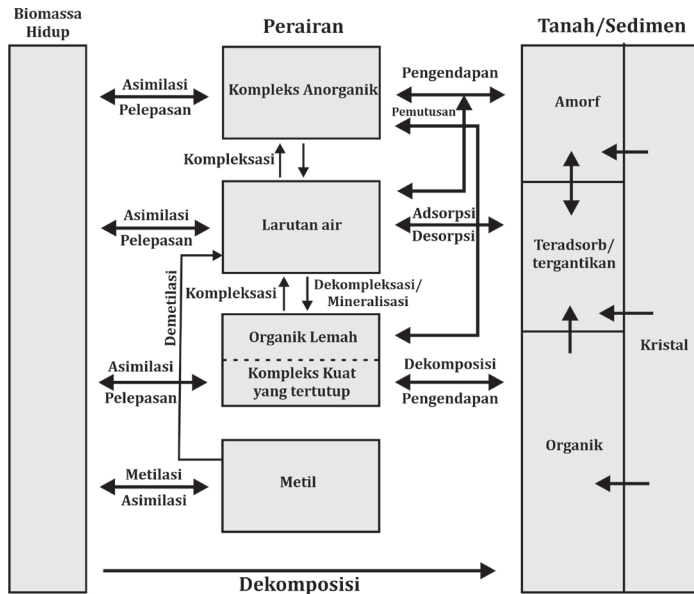 Biomassa
Hidup
Perairan
Tanah/Sedimen
Asimilasi
Pelepasan
Kompleks Anorganik
Pengendapan
Pemutusan
Amorf
Kompleksasi
Asimilasi
Pelepasan
Larutan air
Adsorpsi
Desorpsi
Teradsorb/
tergantikan
Demetilasi
Kompleksasi
Dekompleksasi/
Mineralisasi
Organik Lemah
Kristal
Asimilasi
Pelepasan
Kompleks Kuat
yang tertutup
Dekomposisi
Pengendapan
Organik
Metilasi
Asimilasi
Metil
Dekomposisi